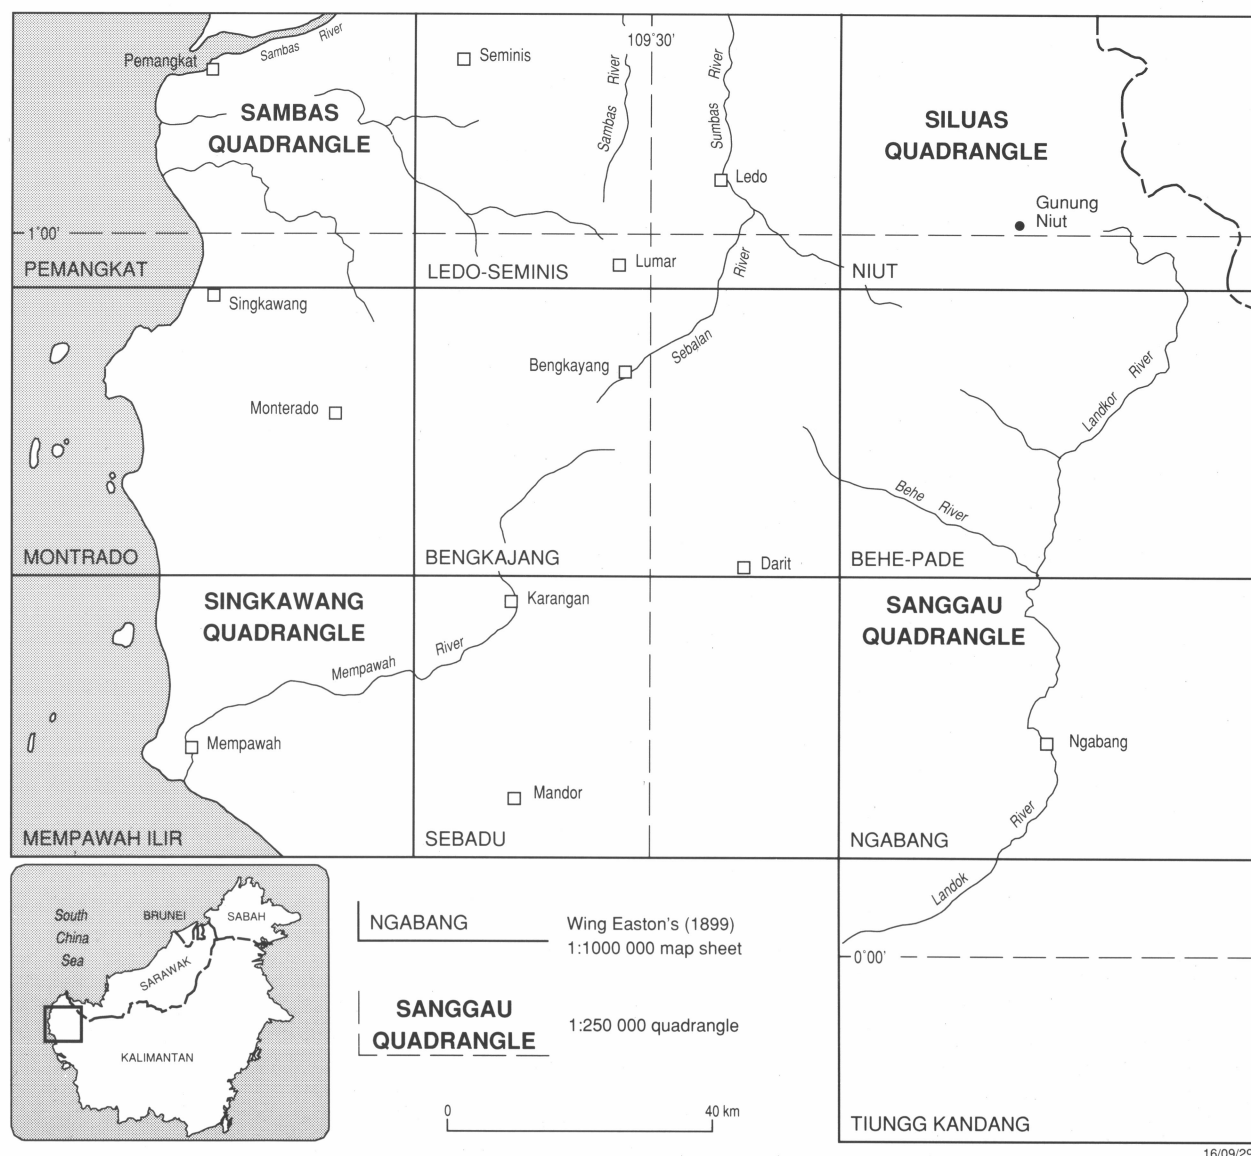 109°30'
Pemangkat
Sambas River
Seminis
Sambas River
Sumbas River
SAMBAS
QUADRANGLE
SILUAS
QUADRANGLE
Ledo
Gunung
Niut
1°00'
PEMANGKAT
LEDO-SEMINIS
Lumar
River
NIUT
Singkawang
Sebalan
Bengkayang
Monterado
Landkor River
Behe River
MONTRADO
BENGKAJANG
Darit
BEHE-PADE
SINGKAWANG
QUADRANGLE
Karangan
SANGGAU
QUADRANGLE
Mempawah River
Mempawah
Ngabang
Mandor
River
MEMPAWAH ILIR
SEBADU
NGABANG
Landok
South
China
Sea
BRUNEI
SABAH
SARAWAK
KALIMANTAN
NGABANG
Wing Easton's (1899)
1:1000 000 map sheet
SANGGAU
QUADRANGLE
1:250 000 quadrangle
0°00'
0
40 km
TIUNGG KANDANG
16/09/29